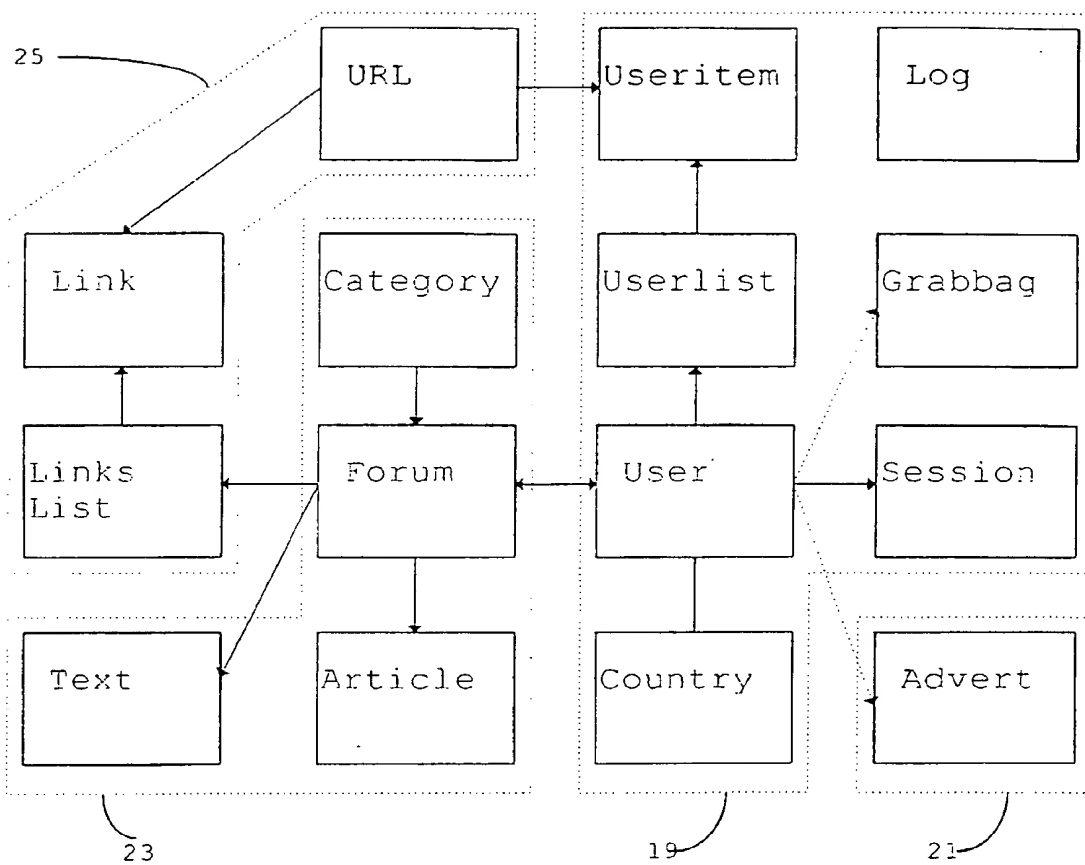 25
URL
Useritem
Log
Link
Category
Userlist
Grabbag
Links
List
Forum
User
Session
Text
Article
Country
Advert
23
19
21